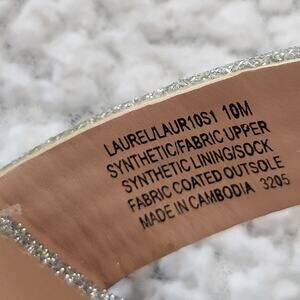 LAUREL/LAUR10S1 10M
SYNTHETIC/FABRIC UPPER
SYNTHETIC LINING/SOCK
FABRIC COATED OUTSOLE
MADE IN CAMBODIA 3205